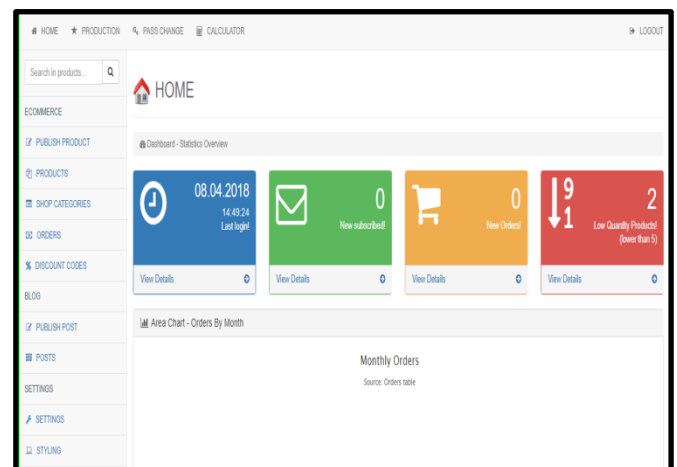 HOME PRODUCTION PASS CHANGE CALCULATOR LOGOUT
Search in products...
HOME
ECOMMERCE
Dashboard - Statistics Overview
PUBLISH PRODUCT
PRODUCTS
SHOP CATEGORIES
ORDERS
DISCOUNT CODES
BLOG
PUBLISH POST
POSTS
SETTINGS
SETTINGS
STYLING
08.04.2018
14:49:24
Last login!
View Details
0
New subscribed!
View Details
0
New Orders!
View Details
9
1
2
Low Quantity Products!
(lower than 5)
View Details
Area Chart - Orders By Month
Monthly Orders
Source: Orders table